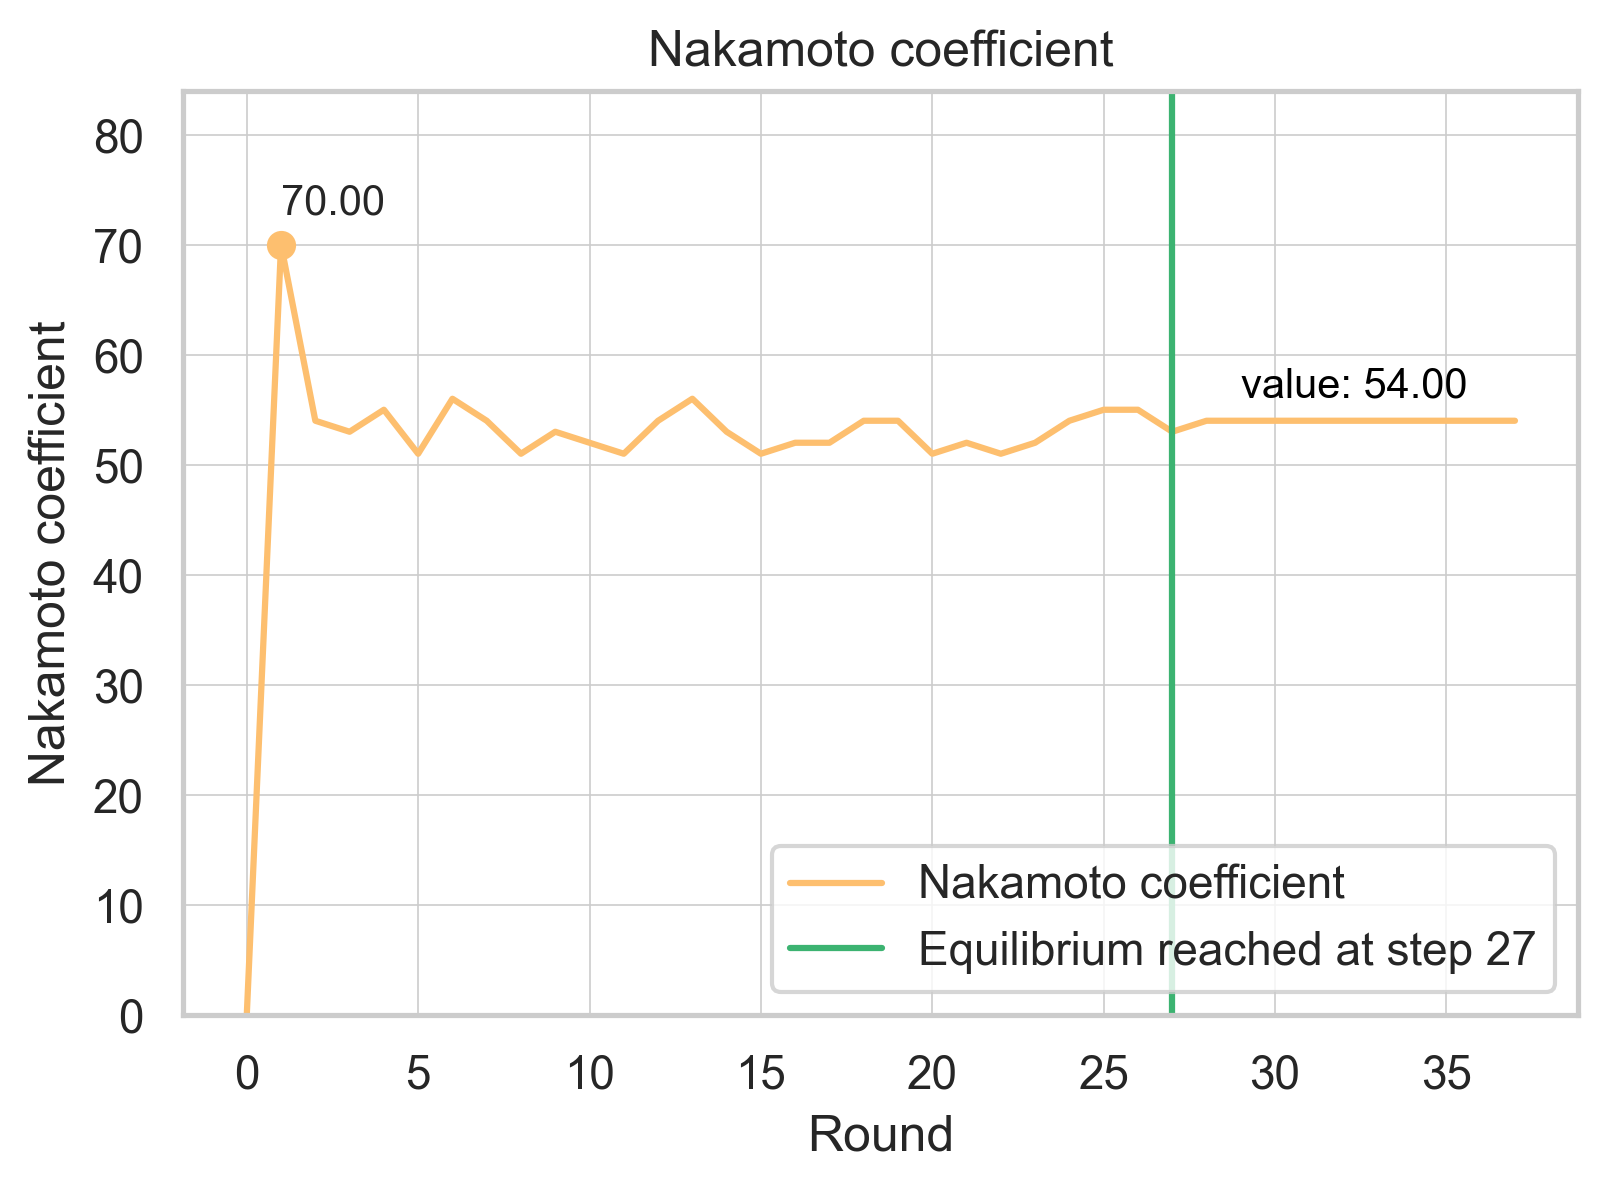 Nakamoto coefficient
Nakamoto coefficient
80
70
60
50
40
30
20
10
0
70.00
value: 54.00
Nakamoto coefficient
Equilibrium reached at step 27
0 5 10 15 20 25 30 35
Round